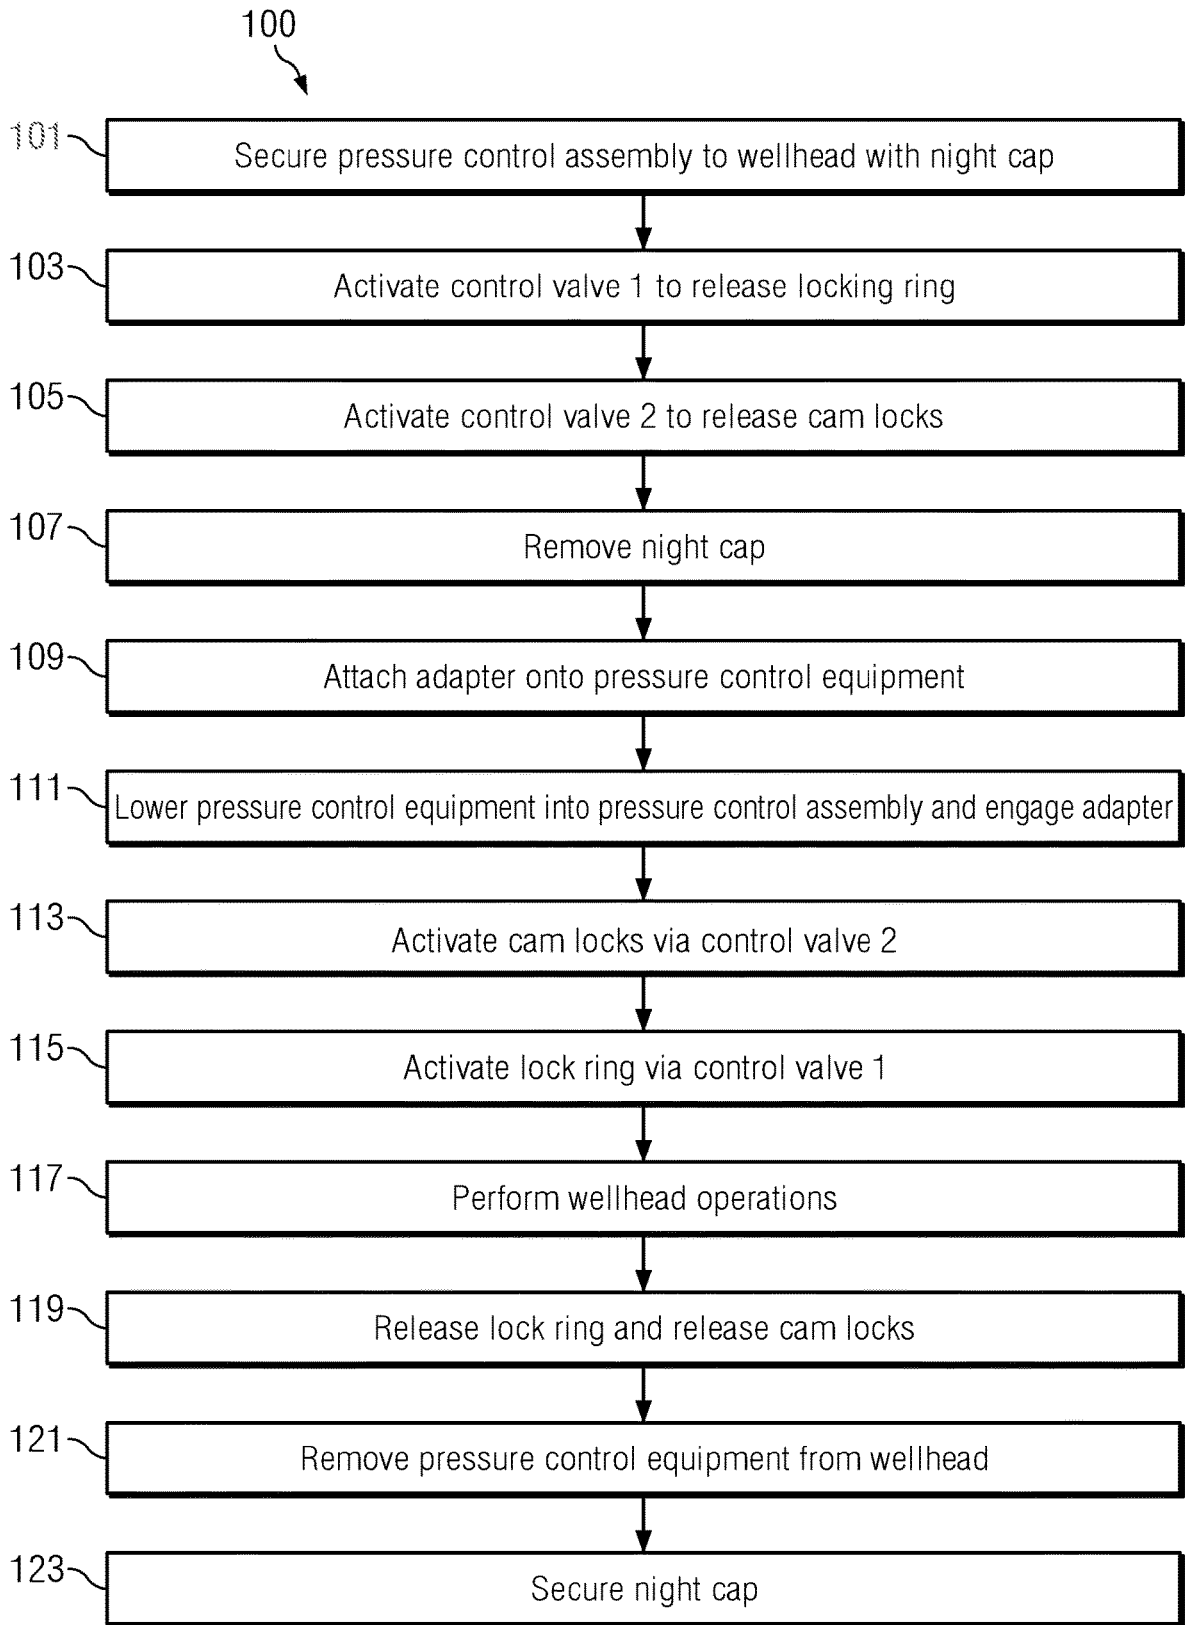 100
101 Secure pressure control assembly to wellhead with night cap
103 Activate control valve 1 to release locking ring
105 Activate control valve 2 to release cam locks
107 Remove night cap
109 Attach adapter onto pressure control equipment
111 Lower pressure control equipment into pressure control assembly and engage adapter
113 Activate cam locks via control valve 2
115 Activate lock ring via control valve 1
117 Perform wellhead operations
119 Release lock ring and release cam locks
121 Remove pressure control equipment from wellhead
123 Secure night cap